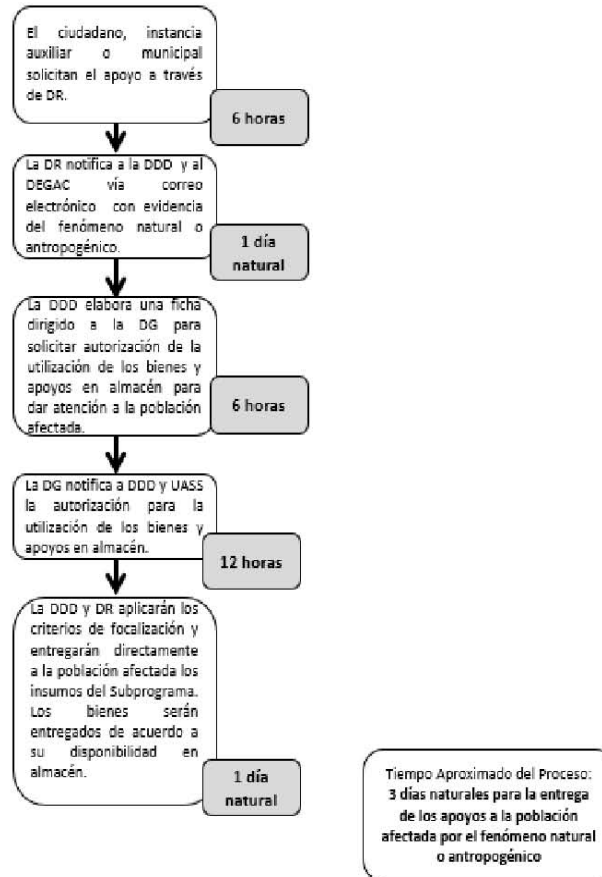 El ciudadano, instancia
auxiliar o municipal
solicitan el apoyo a través
de DR.
6 horas
La DR notifica a la DDD y al
DEGAC vía correo
electrónico con evidencia
del fenómeno natural o
antropogénico.
1 día
natural
La DDD elabora una ficha
dirigido a la DG para
solicitar autorización de la
utilización de los bienes y
apoyos en almacén para
dar atención a la población
afectada.
6 horas
La DG notifica a DDD y UASS
la autorización para la
utilización de los bienes y
apoyos en almacén.
12 horas
La DDD y DR aplicarán los
criterios de focalización y
entregarán directamente
a la población afectada los
insumos del Subprograma.
Los bienes serán
entregados de acuerdo a
su disponibilidad en
almacén.
1 día
natural
Tiempo Aproximado del Proceso:
3 días naturales para la entrega
de los apoyos a la población
afectada por el fenómeno natural
o antropogénico